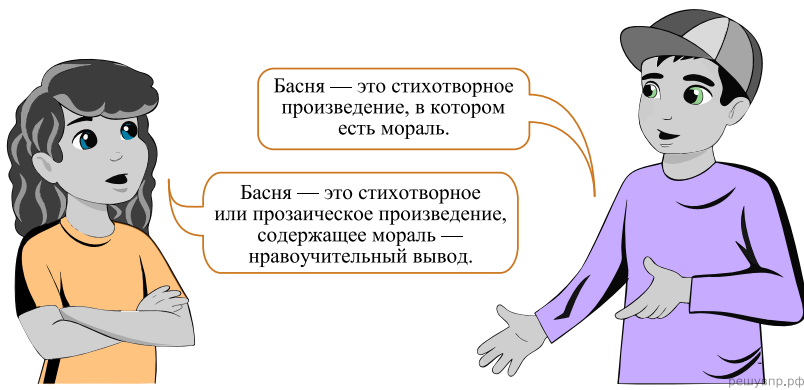 Басня — это стихотворное
произведение, в котором
есть мораль.
Басня — это стихотворное
или прозаическое произведение,
содержащее мораль —
нравоучительный вывод.
решувпр.рф